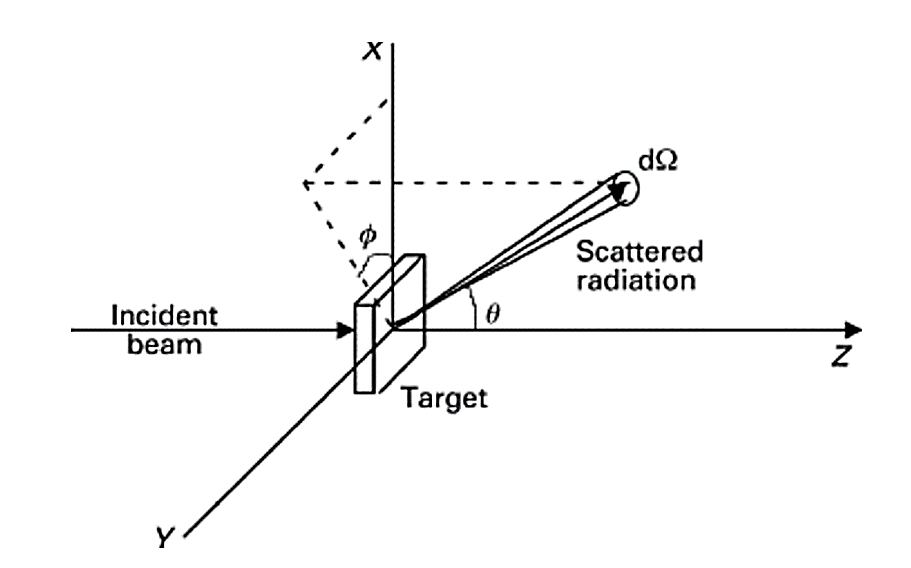 X
dΩ
ϕ
Scattered
radiation
θ
Incident
beam
Z
Target
Y